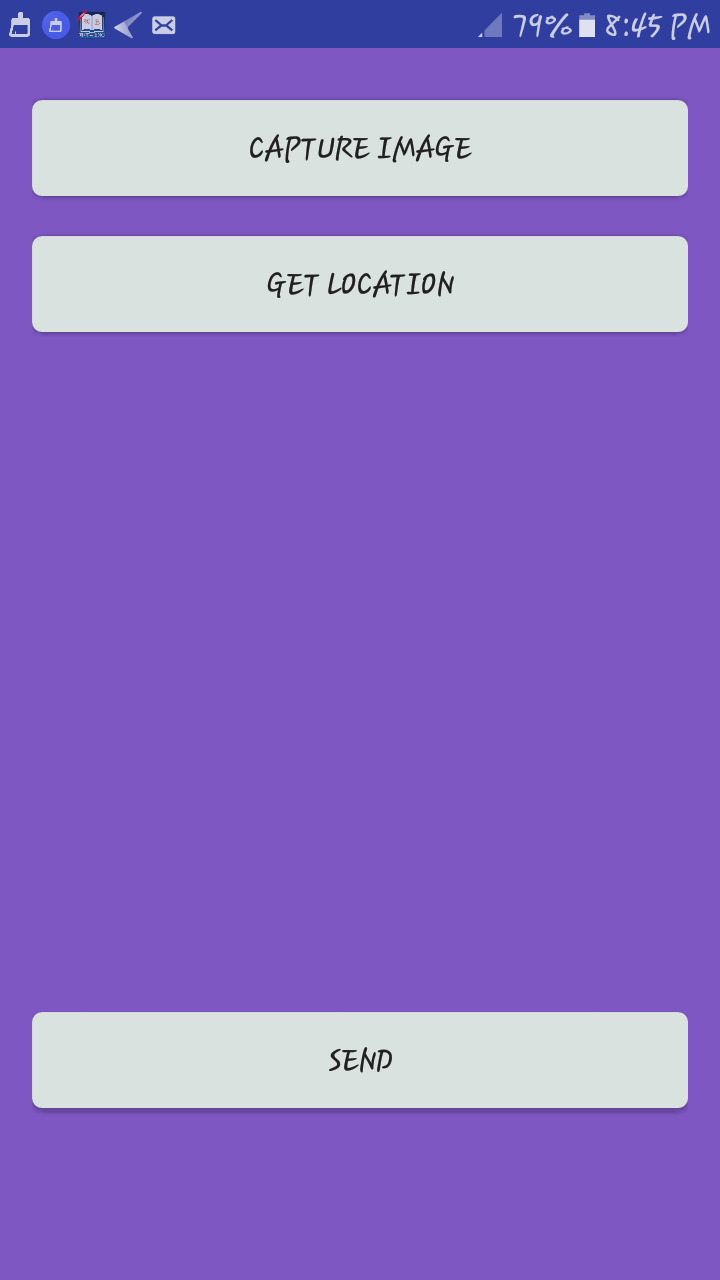 79% 8:45 PM
CAPTURE IMAGE
GET LOCATION
SEND